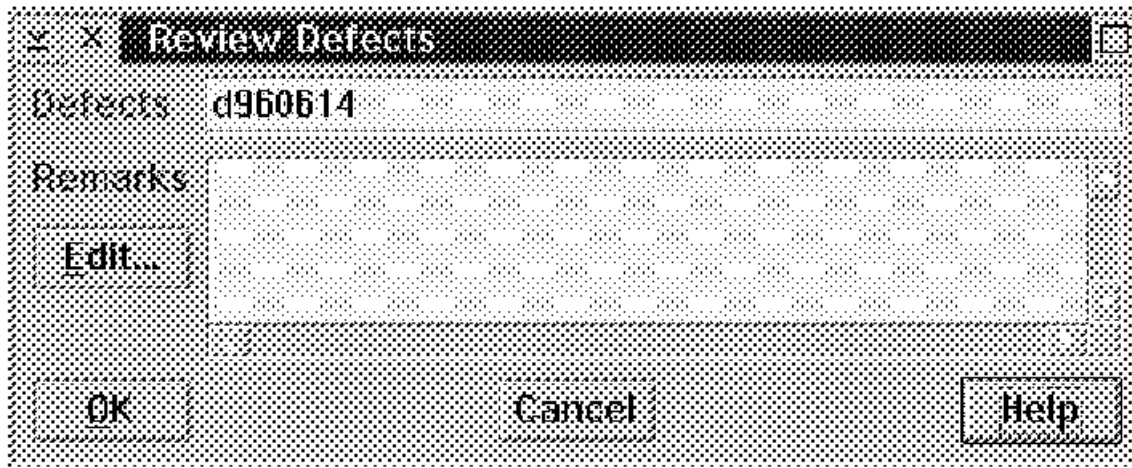 Review Defects
Defects d960614
Remarks
Edit...
OK Cancel Help